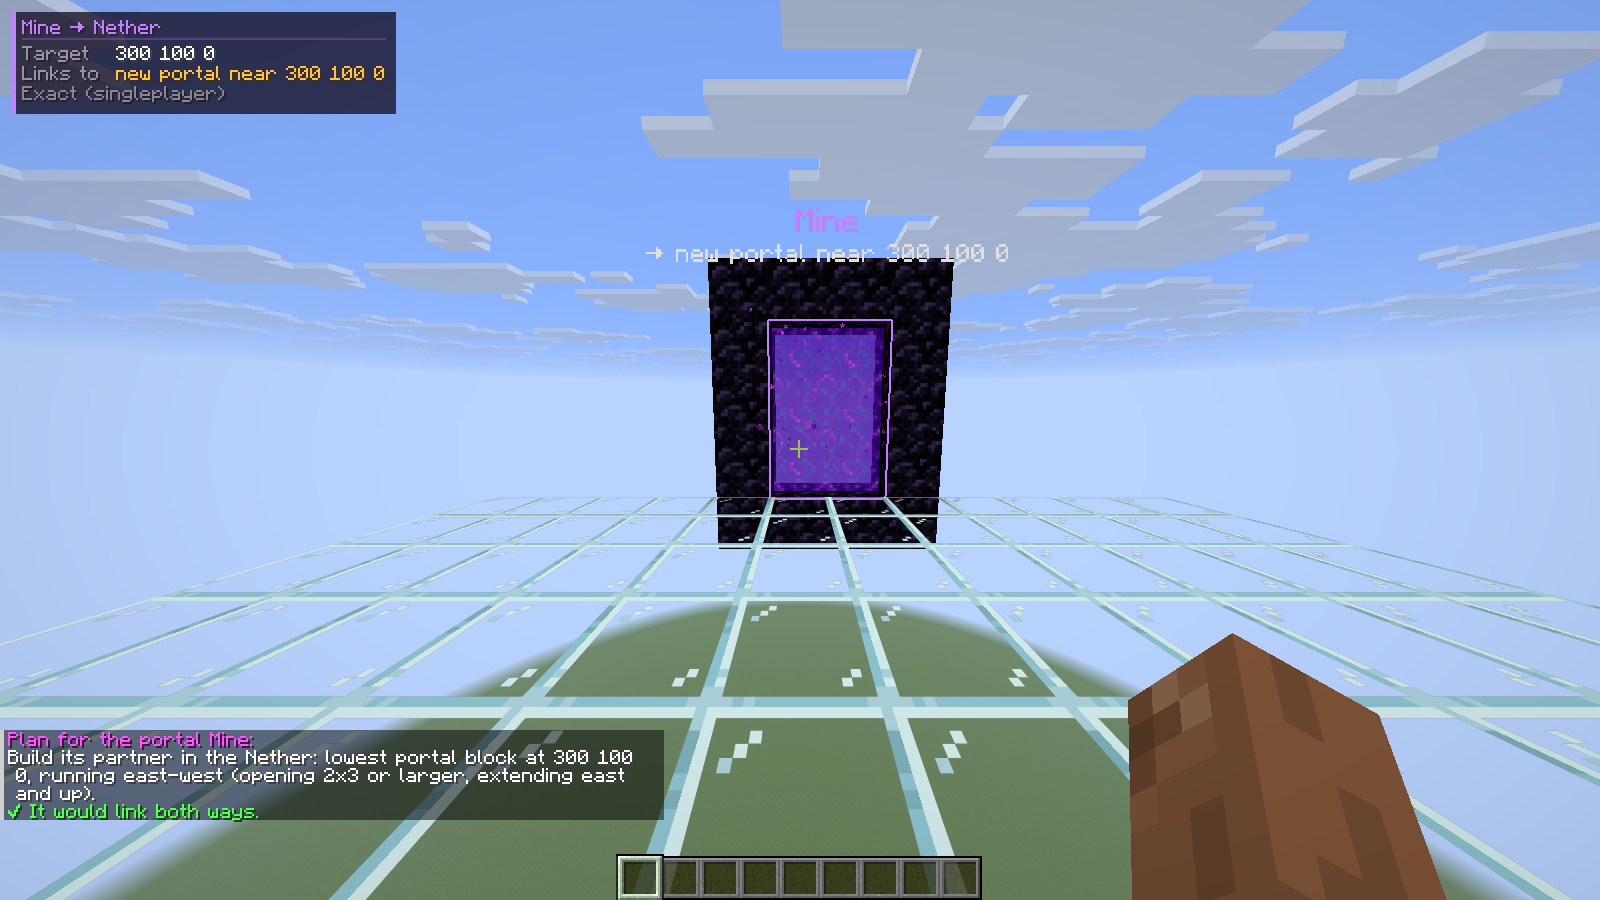 Mine → Nether
Target 300 100 0
Links to new portal near 300 100 0
Exact (singleplayer)
Mine
→ new portal near 300 100 0
Plan for the portal Mine:
Build its partner in the Nether: lowest portal block at 300 100
0, running east-west (opening 2x3 or larger, extending east
and up).
✓ It would link both ways.